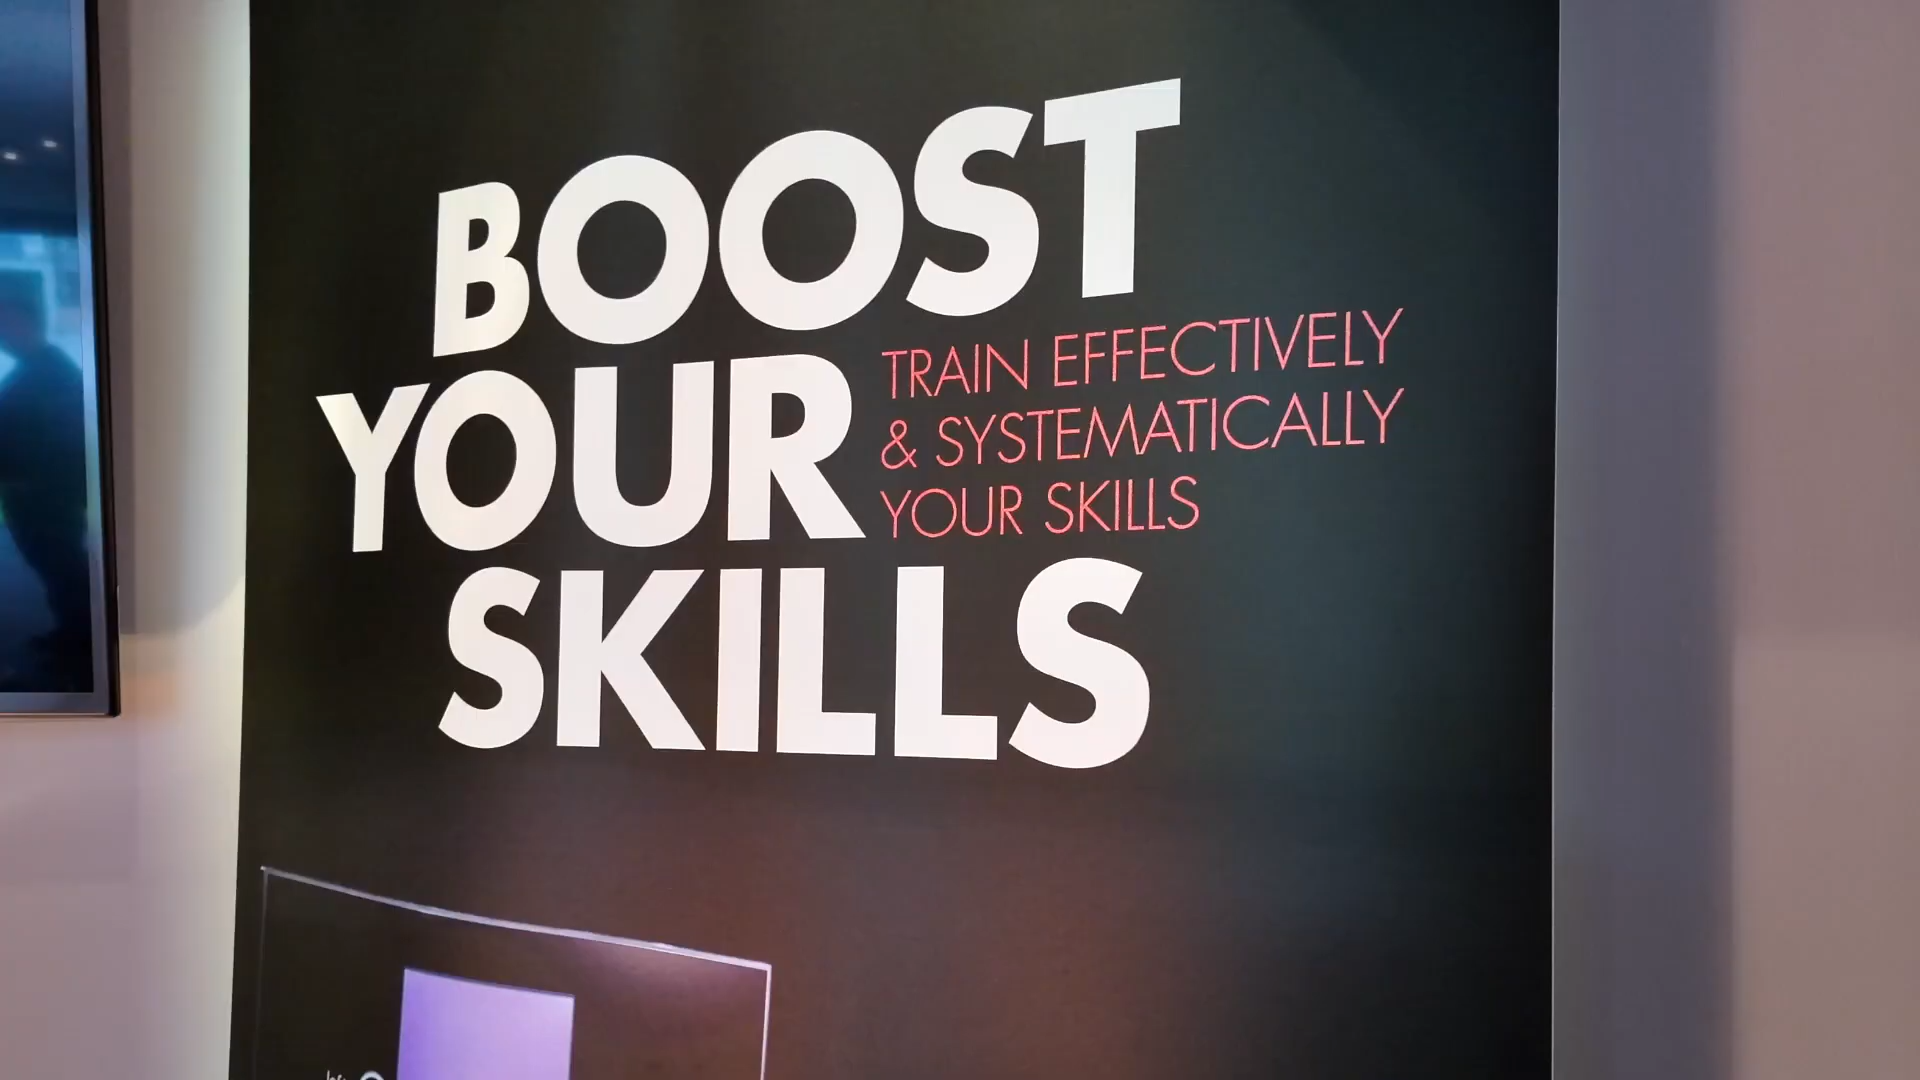 BOOST
YOUR
TRAIN EFFECTIVELY
& SYSTEMATICALLY
YOUR SKILLS
SKILLS